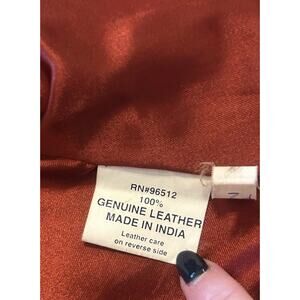 RN#96512
100%
GENUINE LEATHER
MADE IN INDIA
Leather care
on reverse side